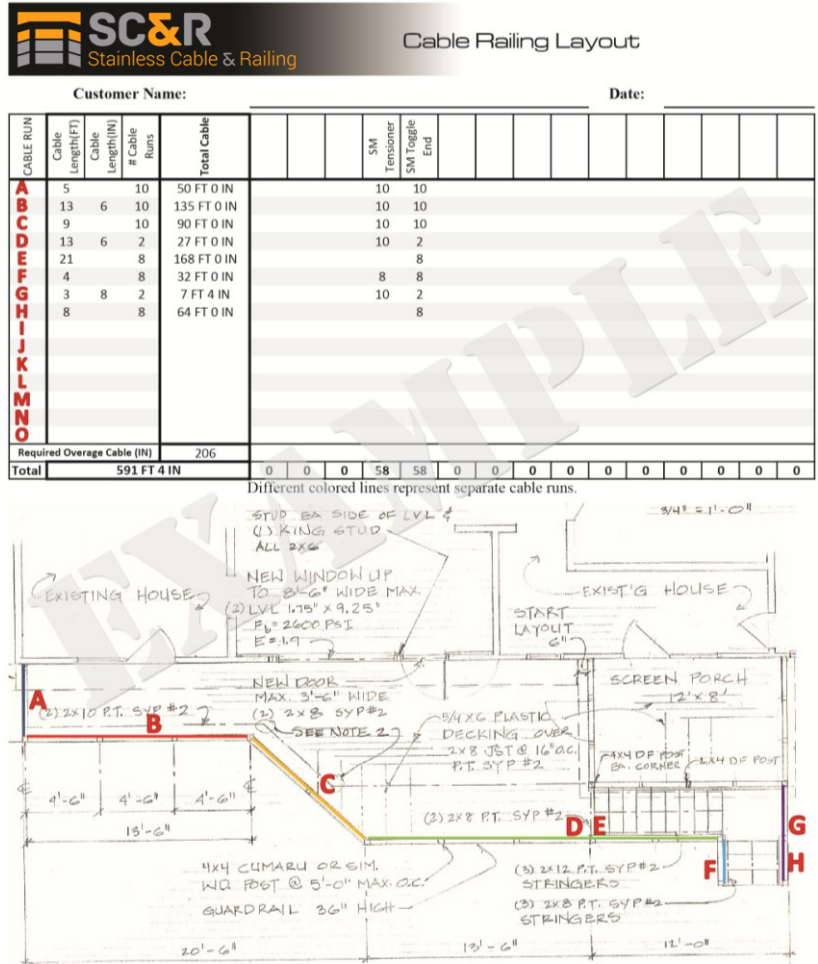 SC&R
Stainless Cable & Railing
Cable Railing Layout
Customer Name:
Date:
CABLE RUN
Cable Length(FT)
Cable Length(IN)
# Cable Runs
Total Cable
SM Tensioner
SM Toggle End
A 5 10 50 FT 0 IN 10 10
B 13 6 10 135 FT 0 IN 10 10
C 9 10 90 FT 0 IN 10 10
D 13 6 2 27 FT 0 IN 10 2
E 21 8 168 FT 0 IN 8
F 4 8 32 FT 0 IN 8 8
G 3 8 2 7 FT 4 IN 10 2
H 8 8 64 FT 0 IN 8
I
J
K
L
M
N
O
Required Overage Cable (IN) 206
Total 591 FT 4 IN 0 0 0 58 58 0 0 0 0 0 0 0 0 0 0
EXAMPLE
Different colored lines represent separate cable runs.
STUD EA SIDE OF LVL &
(1) KING STUD
ALL 2X6
3/4" = 1'-0"
EXISTING HOUSE
NEW WINDOW UP
TO 8'-6" WIDE MAX.
(2) LVL 1.75" X 9.25"
Fb = 2600 PSI
E = 1.9
EXIST'G HOUSE
START
LAYOUT
6"
SCREEN PORCH
12' X 8'
A
(2) 2X10 P.T. SYP #2
B
NEW DOOR
MAX. 3'-6" WIDE
(2) 2X8 SYP#2
SEE NOTE 2
5/4X6 PLASTIC
DECKING OVER
2X8 JST @ 16" O.C.
P.T. SYP #2
4X4 DF POST
EA. CORNER
2X4 DF POST
C
4'-6"
4'-6"
4'-6"
13'-6"
(2) 2X8 P.T. SYP #2
D
E
F
G
H
4X4 CUMARU OR SIM.
WD. POST @ 5'-0" MAX. O.C.
GUARDRAIL 36" HIGH
(3) 2X12 P.T. SYP #2
STRINGERS
(3) 2X8 P.T. SYP #2
STRINGERS
20'-6"
13'-6"
12'-0"